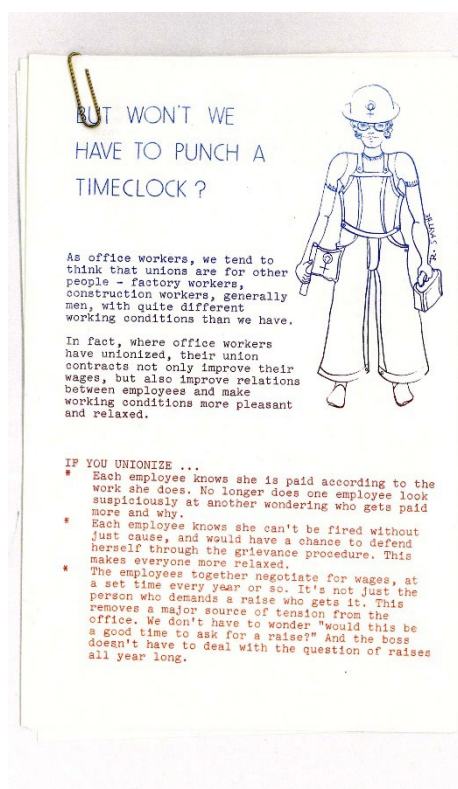 BUT WON'T WE
HAVE TO PUNCH A
TIMECLOCK?
As office workers, we tend to
think that unions are for other
people - factory workers,
construction workers, generally
men, with quite different
working conditions than we have.
In fact, where office workers
have unionized, their union
contracts not only improve their
wages, but also improve relations
between employees and make
working conditions more pleasant
and relaxed.
IF YOU UNIONIZE ...
* Each employee knows she is paid according to the
work she does. No longer does one employee look
suspiciously at another wondering who gets paid
more and why.
* Each employee knows she can't be fired without
just cause, and would have a chance to defend
herself through the grievance procedure. This
makes everyone more relaxed.
* The employees together negotiate for wages, at
a set time every year or so. It's not just the
person who demands a raise who gets it. This
removes a major source of tension from the
office. We don't have to wonder "would this be
a good time to ask for a raise?" And the boss
doesn't have to deal with the question of raises
all year long.